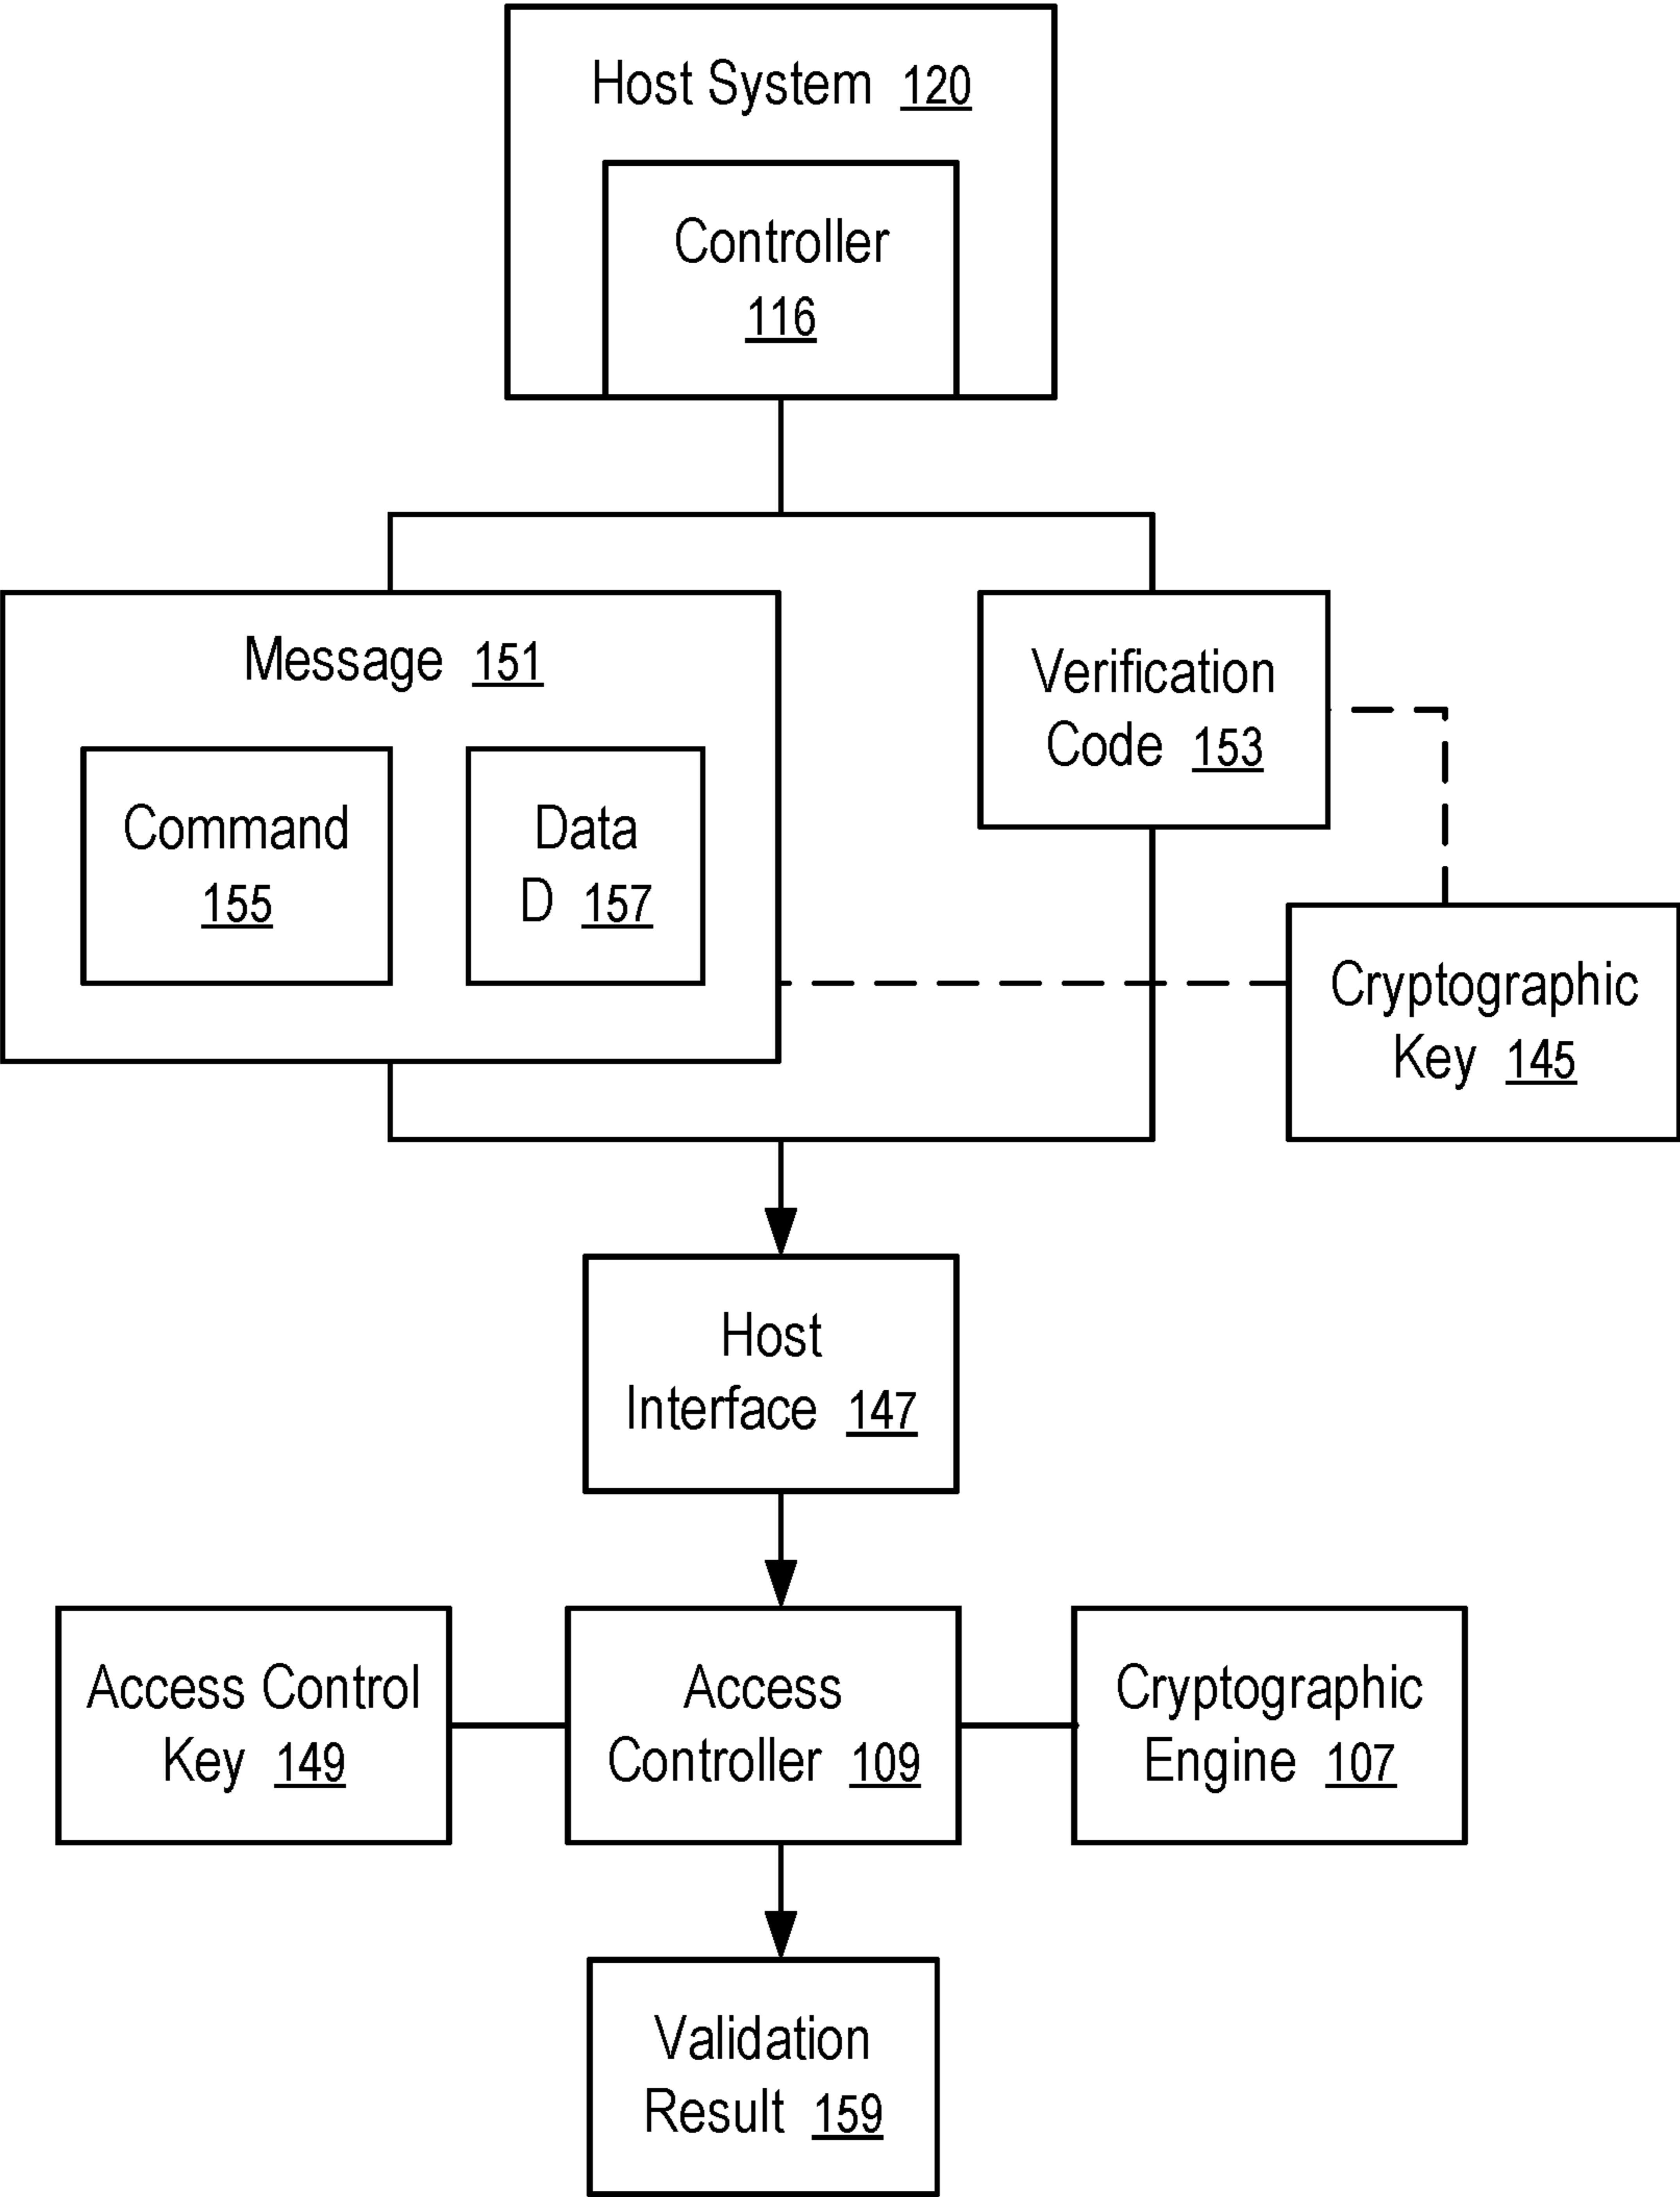 Host System 120
Controller
116
Message 151
Command
155
Data
D 157
Verification
Code 153
Cryptographic
Key 145
Host
Interface 147
Access Control
Key 149
Access
Controller 109
Cryptographic
Engine 107
Validation
Result 159